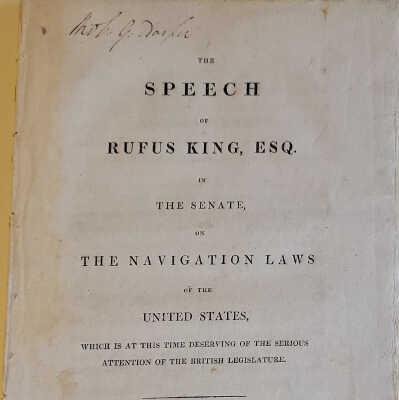 THE
SPEECH
OF
RUFUS KING, ESQ.
IN
THE SENATE,
ON
THE NAVIGATION LAWS
OF THE
UNITED STATES,
WHICH IS AT THIS TIME DESERVING OF THE SERIOUS
ATTENTION OF THE BRITISH LEGISLATURE.